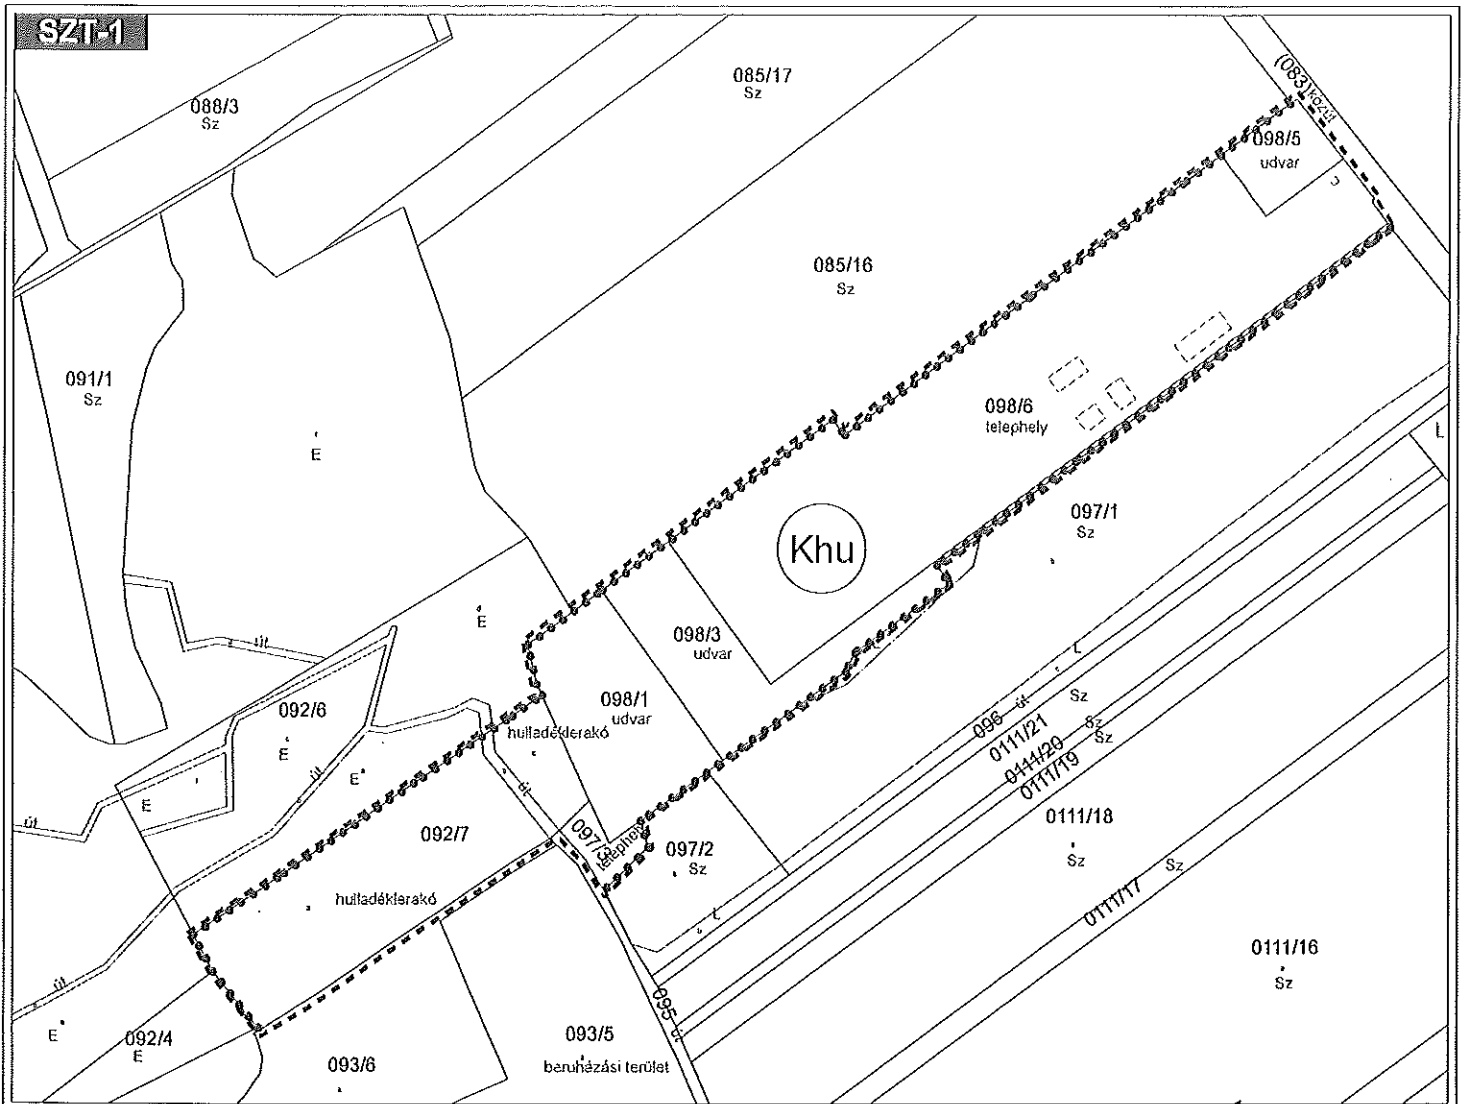 SZT-1
085/17
Sz
088/3
Sz
(083) közút
098/5
udvar
085/16
Sz
091/1
Sz
E
098/6
telephely
L
097/1
Sz
Khu
E
út
098/3
udvar
092/6
E
098/1
udvar
hulladéklerakó
út
E
út
E
út
092/7
097/3
telephely
097/2
Sz
hulladéklerakó
096 út
Sz
0111/21
Sz
0111/20
Sz
0111/19
0111/18
Sz
0111/17
Sz
0111/16
Sz
út
E
092/4
E
093/6
093/5
beruházási terület
095 út